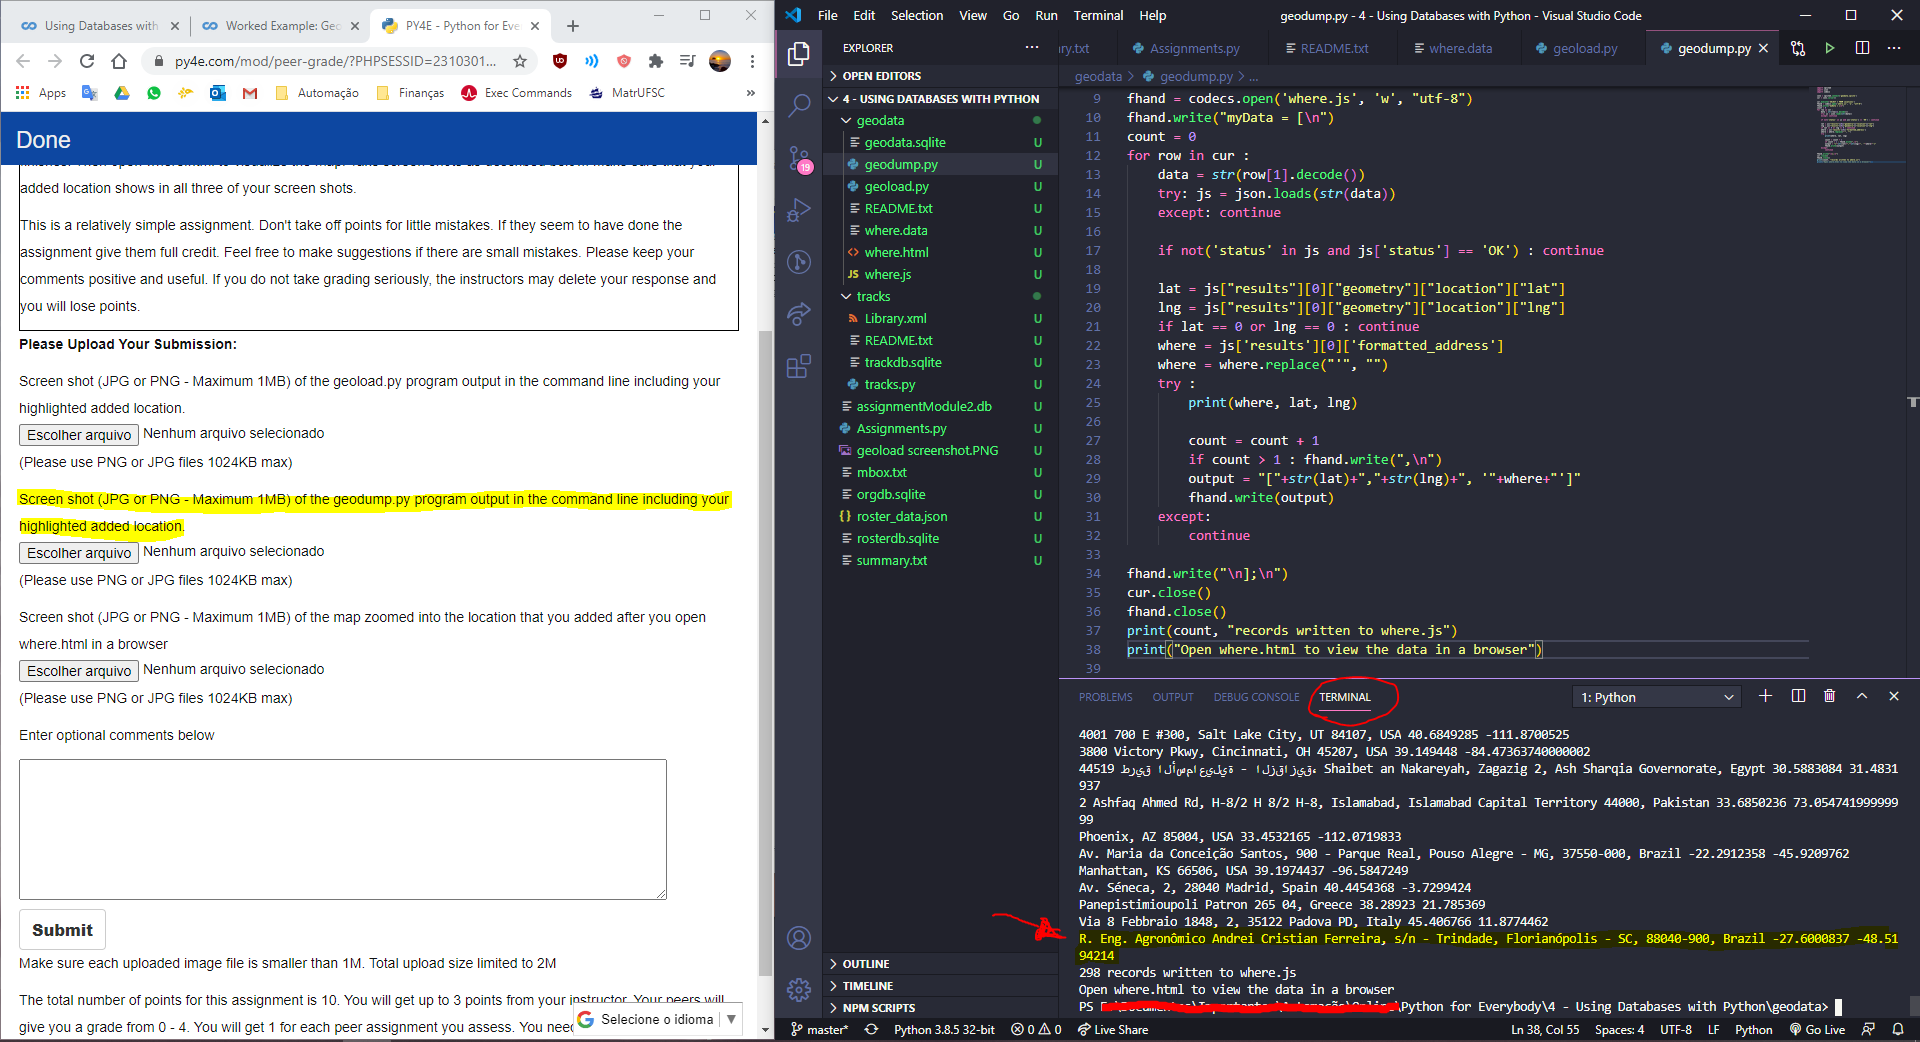 Using Databases with
Worked Example: Geo
PY4E - Python for Eve
py4e.com/mod/peer-grade/?PHPSESSID=2310301...
Apps
Automação
Finanças
Exec Commands
MatrUFSC
»
Done
added location shows in all three of your screen shots.
This is a relatively simple assignment. Don't take off points for little mistakes. If they seem to have done the
assignment give them full credit. Feel free to make suggestions if there are small mistakes. Please keep your
comments positive and useful. If you do not take grading seriously, the instructors may delete your response and
you will lose points.
Please Upload Your Submission:
Screen shot (JPG or PNG - Maximum 1MB) of the geoload.py program output in the command line including your
highlighted added location.
Escolher arquivo Nenhum arquivo selecionado
(Please use PNG or JPG files 1024KB max)
Screen shot (JPG or PNG - Maximum 1MB) of the geodump.py program output in the command line including your
highlighted added location.
Escolher arquivo Nenhum arquivo selecionado
(Please use PNG or JPG files 1024KB max)
Screen shot (JPG or PNG - Maximum 1MB) of the map zoomed into the location that you added after you open
where.html in a browser
Escolher arquivo Nenhum arquivo selecionado
(Please use PNG or JPG files 1024KB max)
Enter optional comments below
Submit
Make sure each uploaded image file is smaller than 1M. Total upload size limited to 2M
The total number of points for this assignment is 10. You will get up to 3 points from your instructor. Your peers will
give you a grade from 0 - 4. You will get 1 for each peer assignment you assess. You need
Selecione o idioma
File Edit Selection View Go Run Terminal Help
geodump.py - 4 - Using Databases with Python - Visual Studio Code
EXPLORER
OPEN EDITORS
4 - USING DATABASES WITH PYTHON
geodata
geodata.sqlite U
geodump.py U
geoload.py U
README.txt U
where.data U
where.html U
JS where.js U
tracks
Library.xml U
README.txt U
trackdb.sqlite U
tracks.py U
assignmentModule2.db U
Assignments.py U
geoload screenshot.PNG U
mbox.txt U
orgdb.sqlite U
{} roster_data.json U
rosterdb.sqlite U
summary.txt U
OUTLINE
TIMELINE
NPM SCRIPTS
19
ry.txt
Assignments.py
README.txt
where.data
geoload.py
geodump.py
geodata > geodump.py > ...
9 fhand = codecs.open('where.js', 'w', "utf-8")
10 fhand.write("myData = [\n")
11 count = 0
12 for row in cur :
13 data = str(row[1].decode())
14 try: js = json.loads(str(data))
15 except: continue
16
17 if not('status' in js and js['status'] == 'OK') : continue
18
19 lat = js["results"][0]["geometry"]["location"]["lat"]
20 lng = js["results"][0]["geometry"]["location"]["lng"]
21 if lat == 0 or lng == 0 : continue
22 where = js['results'][0]['formatted_address']
23 where = where.replace("'", "")
24 try :
25 print(where, lat, lng)
26
27 count = count + 1
28 if count > 1 : fhand.write(",\n")
29 output = "["+str(lat)+","+str(lng)+", '"+where+"']"
30 fhand.write(output)
31 except:
32 continue
33
34 fhand.write("\n];\n")
35 cur.close()
36 fhand.close()
37 print(count, "records written to where.js")
38 print("Open where.html to view the data in a browser")
39
PROBLEMS OUTPUT DEBUG CONSOLE TERMINAL
1: Python
4001 700 E #300, Salt Lake City, UT 84107, USA 40.6849285 -111.8700525
3800 Victory Pkwy, Cincinnati, OH 45207, USA 39.149448 -84.47363740000002
44519 طريق الأسماعيلية - الزقازيق، Shaibet an Nakareyah, Zagazig 2, Ash Sharqia Governorate, Egypt 30.5883084 31.4831
937
2 Ashfaq Ahmed Rd, H-8/2 H 8/2 H-8, Islamabad, Islamabad Capital Territory 44000, Pakistan 33.6850236 73.054741999999
99
Phoenix, AZ 85004, USA 33.4532165 -112.0719833
Av. Maria da Conceição Santos, 900 - Parque Real, Pouso Alegre - MG, 37550-000, Brazil -22.2912358 -45.9209762
Manhattan, KS 66506, USA 39.1974437 -96.5847249
Av. Séneca, 2, 28040 Madrid, Spain 40.4454368 -3.7299424
Panepistimioupoli Patron 265 04, Greece 38.28923 21.785369
Via 8 Febbraio 1848, 2, 35122 Padova PD, Italy 45.406766 11.8774462
R. Eng. Agronômico Andrei Cristian Ferreira, s/n - Trindade, Florianópolis - SC, 88040-900, Brazil -27.6000837 -48.51
94214
298 records written to where.js
Open where.html to view the data in a browser
PS \Python for Everybody\4 - Using Databases with Python\geodata>
master* Python 3.8.5 32-bit 0 0 Live Share
Ln 38, Col 55 Spaces: 4 UTF-8 LF Python Go Live